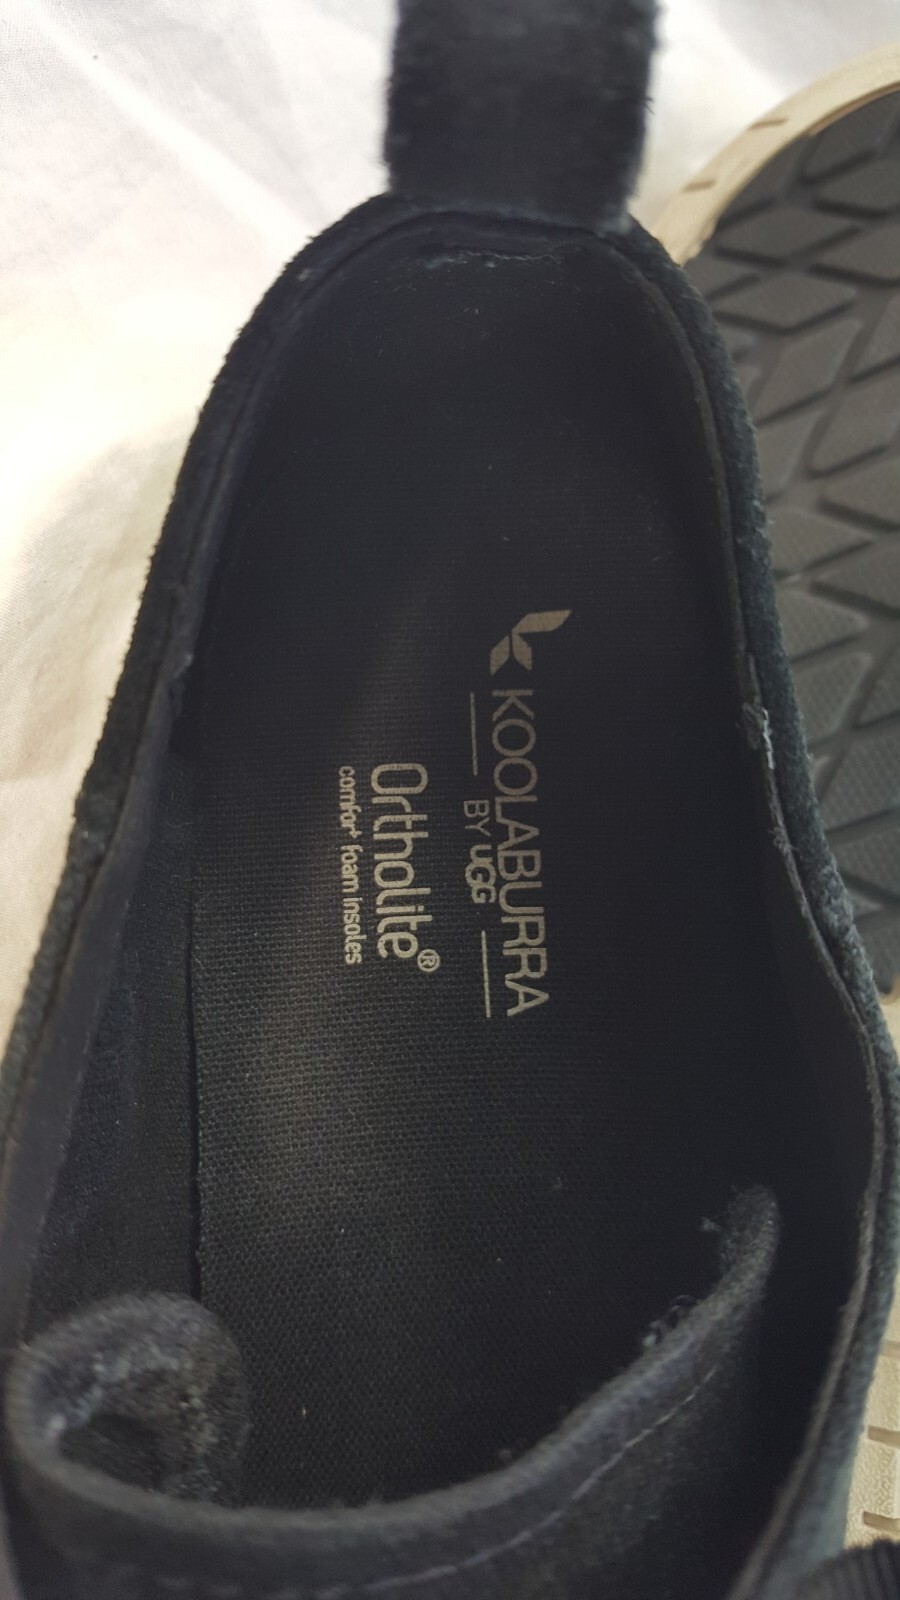 KOOLABURRA
BY UGG
Ortholite®
comfort foam insoles